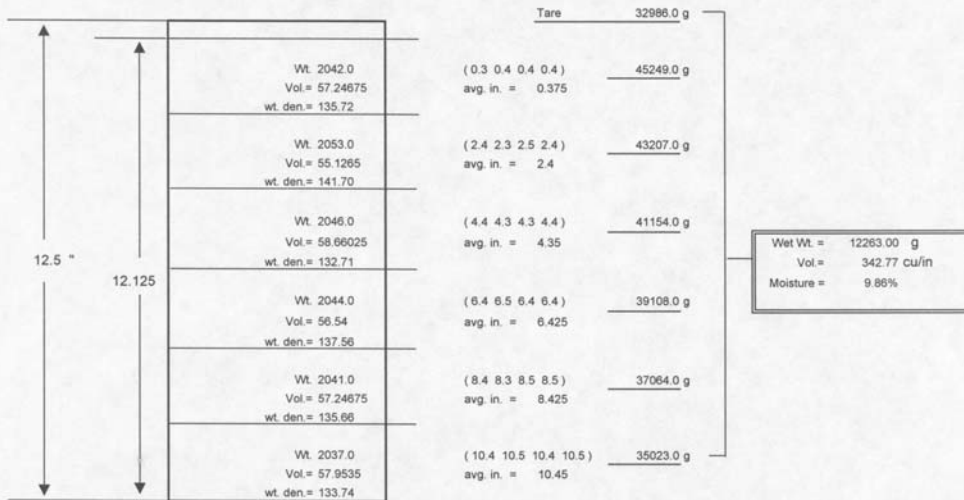 Tare 32986.0 g
Wt. 2042.0 ( 0.3 0.4 0.4 0.4 ) 45249.0 g
Vol.= 57.24675 avg. in. = 0.375
wt. den.= 135.72
Wt. 2053.0 ( 2.4 2.3 2.5 2.4 ) 43207.0 g
Vol.= 55.1265 avg. in. = 2.4
wt. den.= 141.70
Wt. 2046.0 ( 4.4 4.3 4.3 4.4 ) 41154.0 g
Vol.= 58.66025 avg. in. = 4.35
wt. den.= 132.71
12.5 "
12.125
Wet Wt. = 12263.00 g
Vol.= 342.77 cu/in
Moisture = 9.86%
Wt. 2044.0 ( 6.4 6.5 6.4 6.4 ) 39108.0 g
Vol.= 56.54 avg. in. = 6.425
wt. den.= 137.56
Wt. 2041.0 ( 8.4 8.3 8.5 8.5 ) 37064.0 g
Vol.= 57.24675 avg. in. = 8.425
wt. den.= 135.66
Wt. 2037.0 ( 10.4 10.5 10.4 10.5 ) 35023.0 g
Vol.= 57.9535 avg. in. = 10.45
wt. den.= 133.74